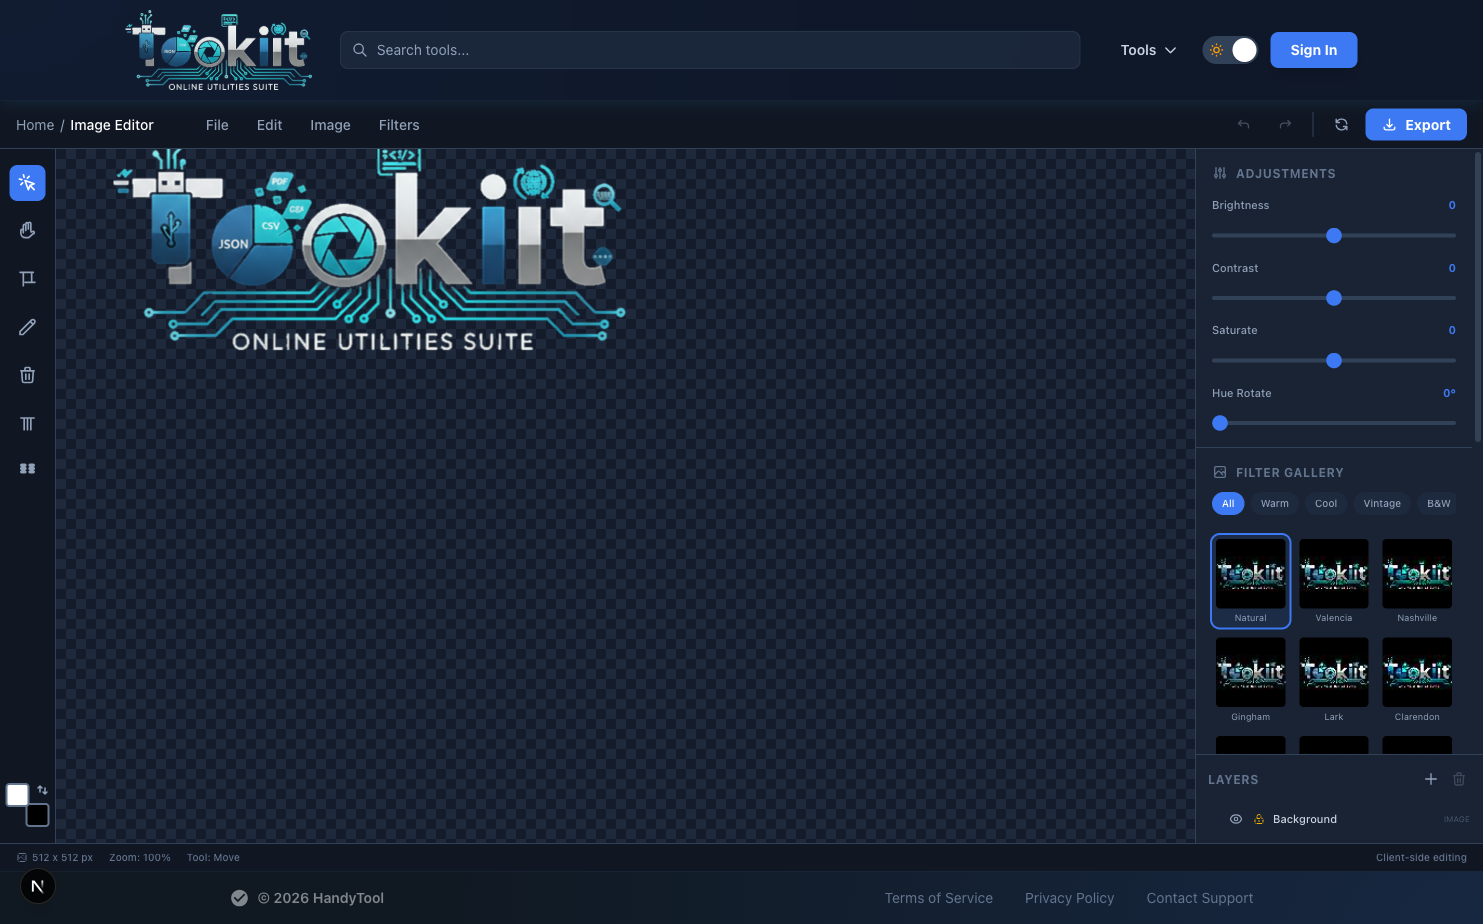 Tookiit
ONLINE UTILITIES SUITE
Search tools...
Tools
Sign In
Home / Image Editor
File
Edit
Image
Filters
Export
PDF
CSV
JSON
Tookiit
ONLINE UTILITIES SUITE
ADJUSTMENTS
Brightness 0
Contrast 0
Saturate 0
Hue Rotate 0°
FILTER GALLERY
All Warm Cool Vintage B&W
Natural Valencia Nashville
Gingham Lark Clarendon
LAYERS
Background IMAGE
512 x 512 px Zoom: 100% Tool: Move
Client-side editing
N
© 2026 HandyTool
Terms of Service Privacy Policy Contact Support